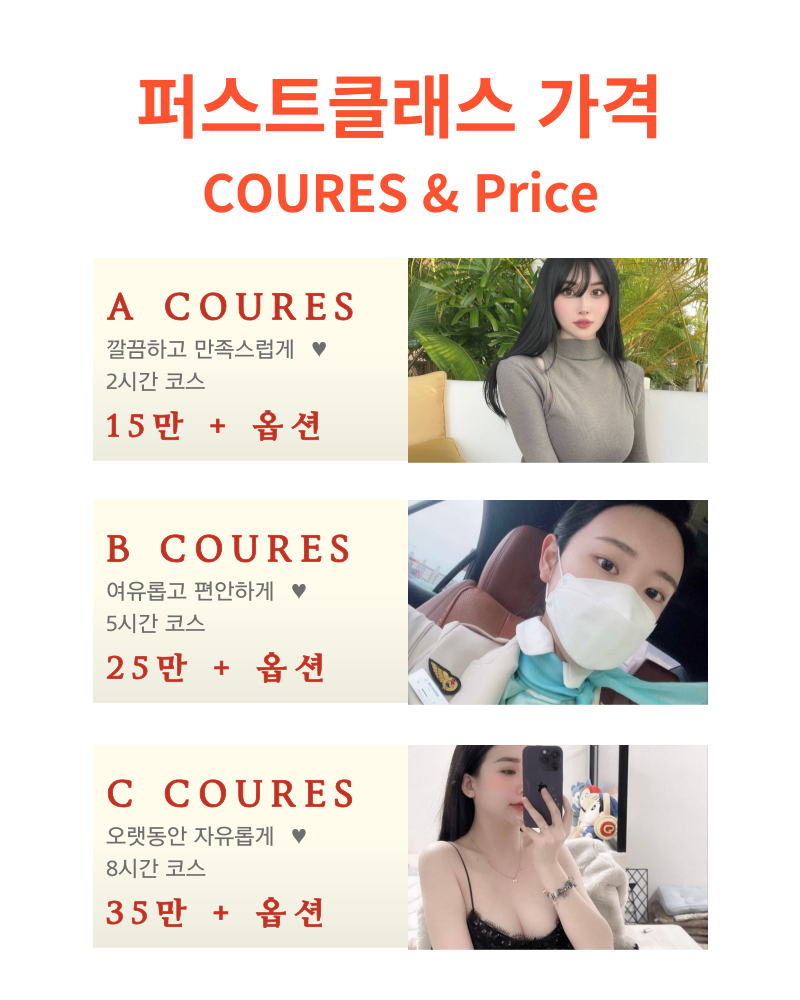 퍼스트클래스 가격
COURES & Price
A COURES
깔끔하고 만족스럽게 ♥
2시간 코스
15만 + 옵션
B COURES
여유롭고 편안하게 ♥
5시간 코스
25만 + 옵션
C COURES
오랫동안 자유롭게 ♥
8시간 코스
35만 + 옵션